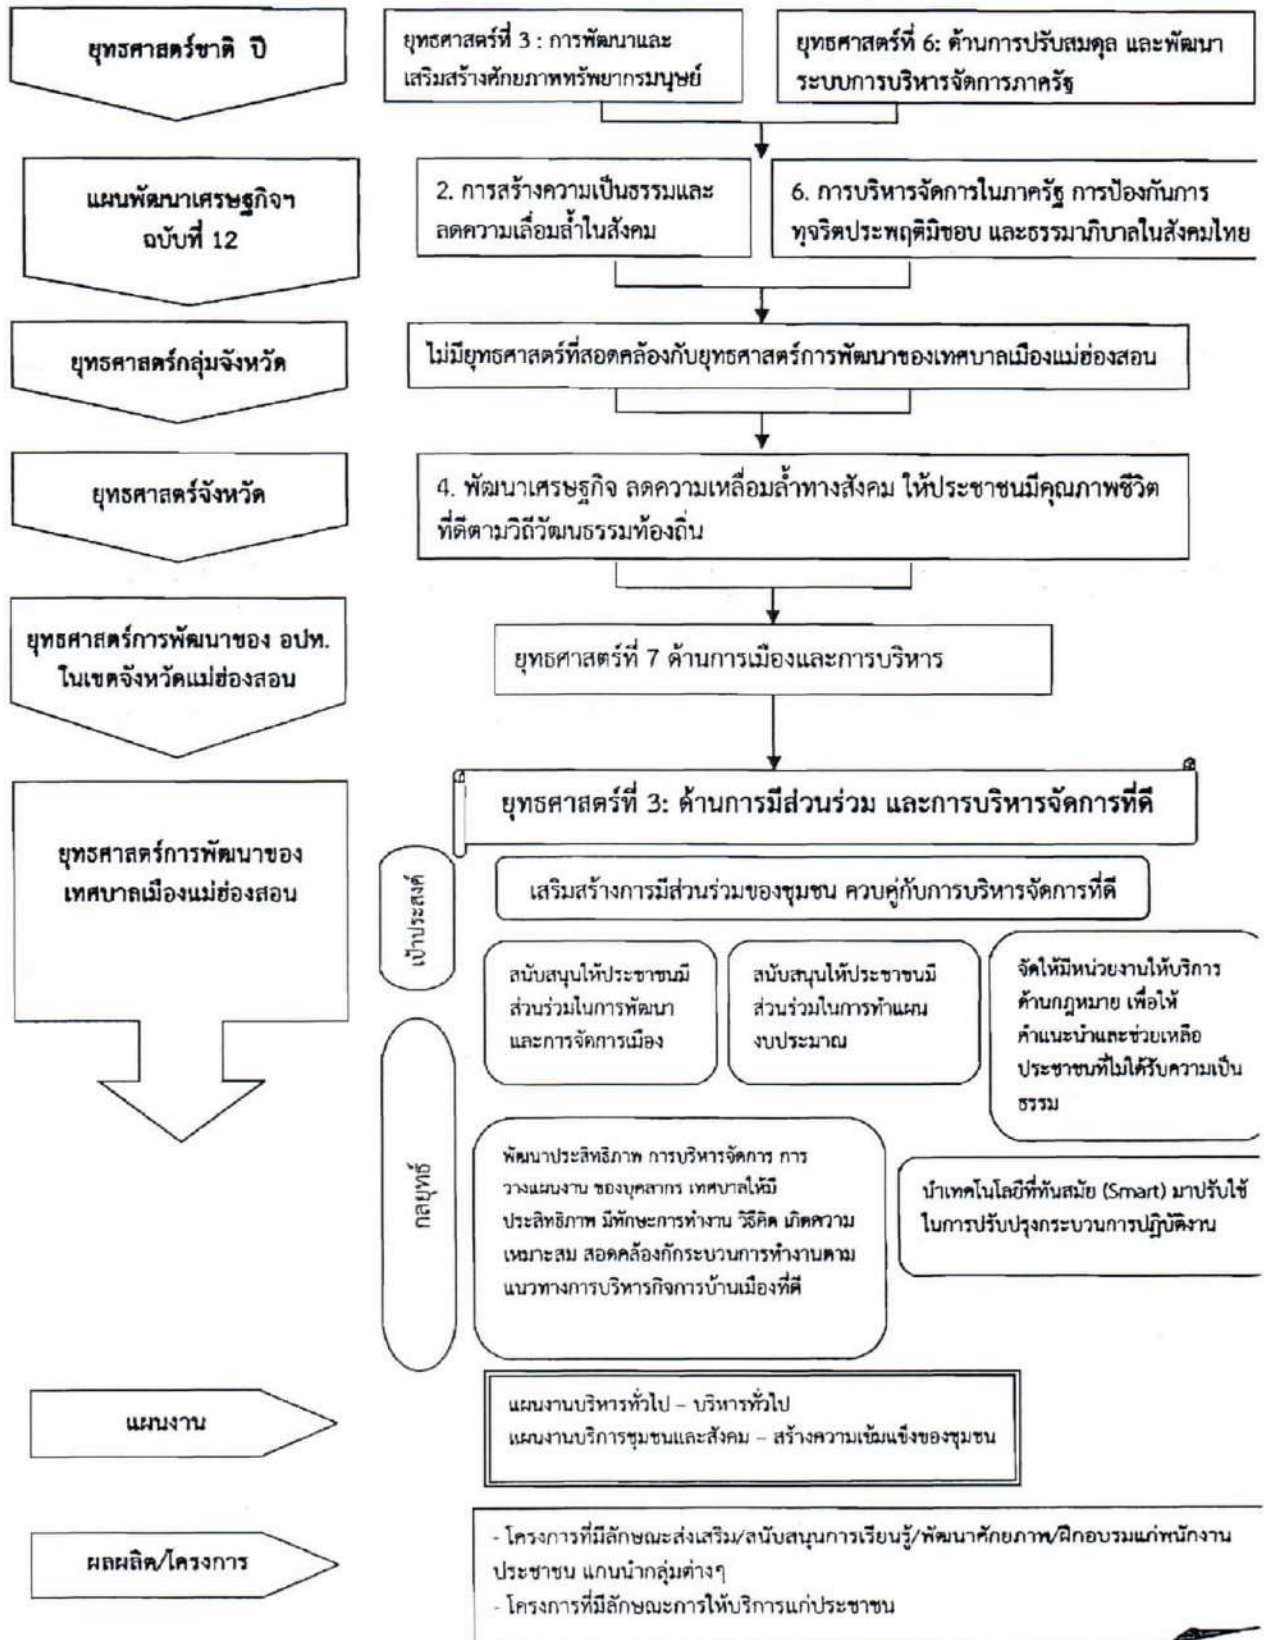 ยุทธศาสตร์ชาติ ปี
ยุทธศาสตร์ที่ 3 : การพัฒนาและ
เสริมสร้างศักยภาพทรัพยากรมนุษย์
ยุทธศาสตร์ที่ 6: ด้านการปรับสมดุล และพัฒนา
ระบบการบริหารจัดการภาครัฐ
แผนพัฒนาเศรษฐกิจฯ
ฉบับที่ 12
2. การสร้างความเป็นธรรมและ
ลดความเลื่อมล้ำในสังคม
6. การบริหารจัดการในภาครัฐ การป้องกันการ
ทุจริตประพฤติมิชอบ และธรรมาภิบาลในสังคมไทย
ยุทธศาสตร์กลุ่มจังหวัด
ไม่มียุทธศาสตร์ที่สอดคล้องกับยุทธศาสตร์การพัฒนาของเทศบาลเมืองแม่ฮ่องสอน
ยุทธศาสตร์จังหวัด
4. พัฒนาเศรษฐกิจ ลดความเหลื่อมล้ำทางสังคม ให้ประชาชนมีคุณภาพชีวิต
ที่ดีตามวิถีวัฒนธรรมท้องถิ่น
ยุทธศาสตร์การพัฒนาของ อปท.
ในเขตจังหวัดแม่ฮ่องสอน
ยุทธศาสตร์ที่ 7 ด้านการเมืองและการบริหาร
ยุทธศาสตร์การพัฒนาของ
เทศบาลเมืองแม่ฮ่องสอน
ยุทธศาสตร์ที่ 3: ด้านการมีส่วนร่วม และการบริหารจัดการที่ดี
เป้าประสงค์
เสริมสร้างการมีส่วนร่วมของชุมชน ควบคู่กับการบริหารจัดการที่ดี
กลยุทธ์
สนับสนุนให้ประชาชนมี
ส่วนร่วมในการพัฒนา
และการจัดการเมือง
สนับสนุนให้ประชาชนมี
ส่วนร่วมในการทำแผน
งบประมาณ
จัดให้มีหน่วยงานให้บริการ
ด้านกฎหมาย เพื่อให้
คำแนะนำและช่วยเหลือ
ประชาชนที่ไม่ได้รับความเป็น
ธรรม
พัฒนาประสิทธิภาพ การบริหารจัดการ การ
วางแผนงาน ของบุคลากร เทศบาลให้มี
ประสิทธิภาพ มีทักษะการทำงาน วิธีคิด เกิดความ
เหมาะสม สอดคล้องกักระบวนการทำงานตาม
แนวทางการบริหารกิจการบ้านเมืองที่ดี
นำเทคโนโลยีที่ทันสมัย (Smart) มาปรับใช้
ในการปรับปรุงกระบวนการปฏิบัติงาน
แผนงาน
แผนงานบริหารทั่วไป – บริหารทั่วไป
แผนงานบริการชุมชนและสังคม – สร้างความเข้มแข็งของชุมชน
ผลผลิต/โครงการ
- โครงการที่มีลักษณะส่งเสริม/สนับสนุนการเรียนรู้/พัฒนาศักยภาพ/ฝึกอบรมแก่พนักงาน
ประชาชน แกนนำกลุ่มต่างๆ
- โครงการที่มีลักษณะการให้บริการแก่ประชาชน